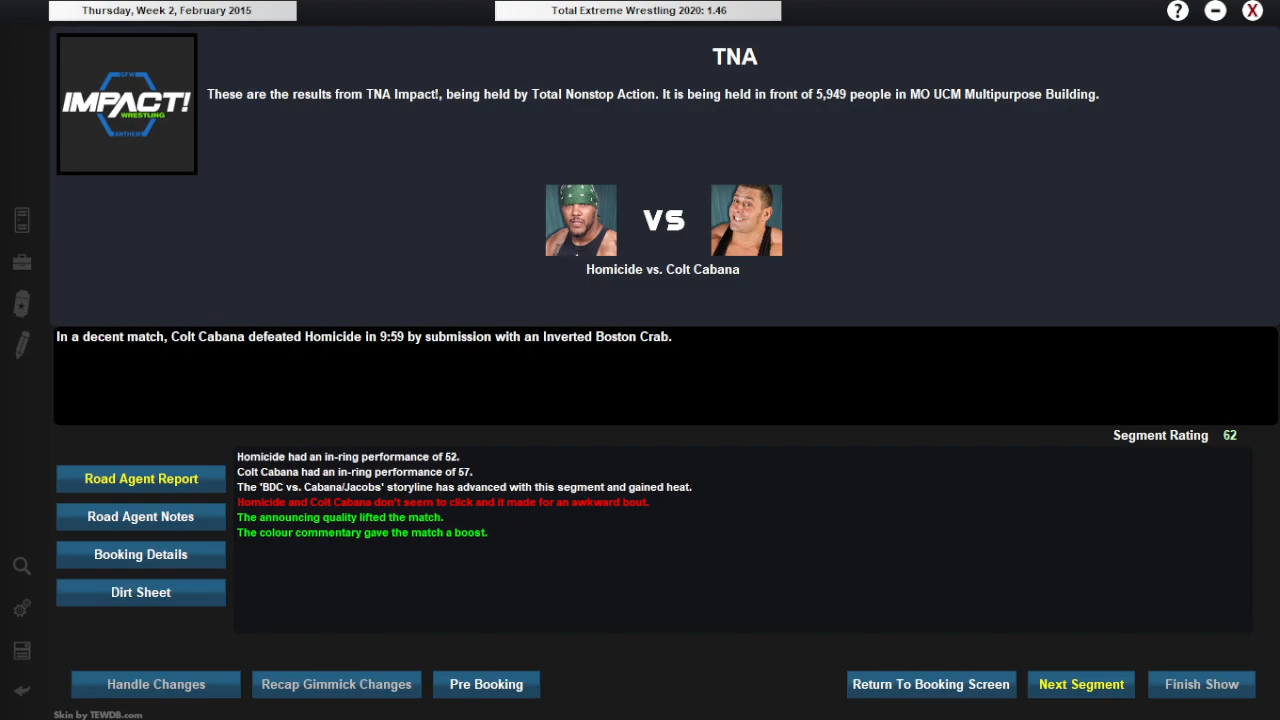 Thursday, Week 2, February 2015
Total Extreme Wrestling 2020: 1.46
?
X
TNA
GFW
IMPACT!
WRESTLING
ANTHEM
These are the results from TNA Impact!, being held by Total Nonstop Action. It is being held in front of 5,949 people in MO UCM Multipurpose Building.
VS
Homicide vs. Colt Cabana
In a decent match, Colt Cabana defeated Homicide in 9:59 by submission with an Inverted Boston Crab.
Segment Rating 62
Road Agent Report
Road Agent Notes
Booking Details
Dirt Sheet
Homicide had an in-ring performance of 52.
Colt Cabana had an in-ring performance of 57.
The 'BDC vs. Cabana/Jacobs' storyline has advanced with this segment and gained heat.
Homicide and Colt Cabana don't seem to click and it made for an awkward bout.
The announcing quality lifted the match.
The colour commentary gave the match a boost.
Handle Changes
Recap Gimmick Changes
Pre Booking
Return To Booking Screen
Next Segment
Finish Show
Skin by TEWDB.com